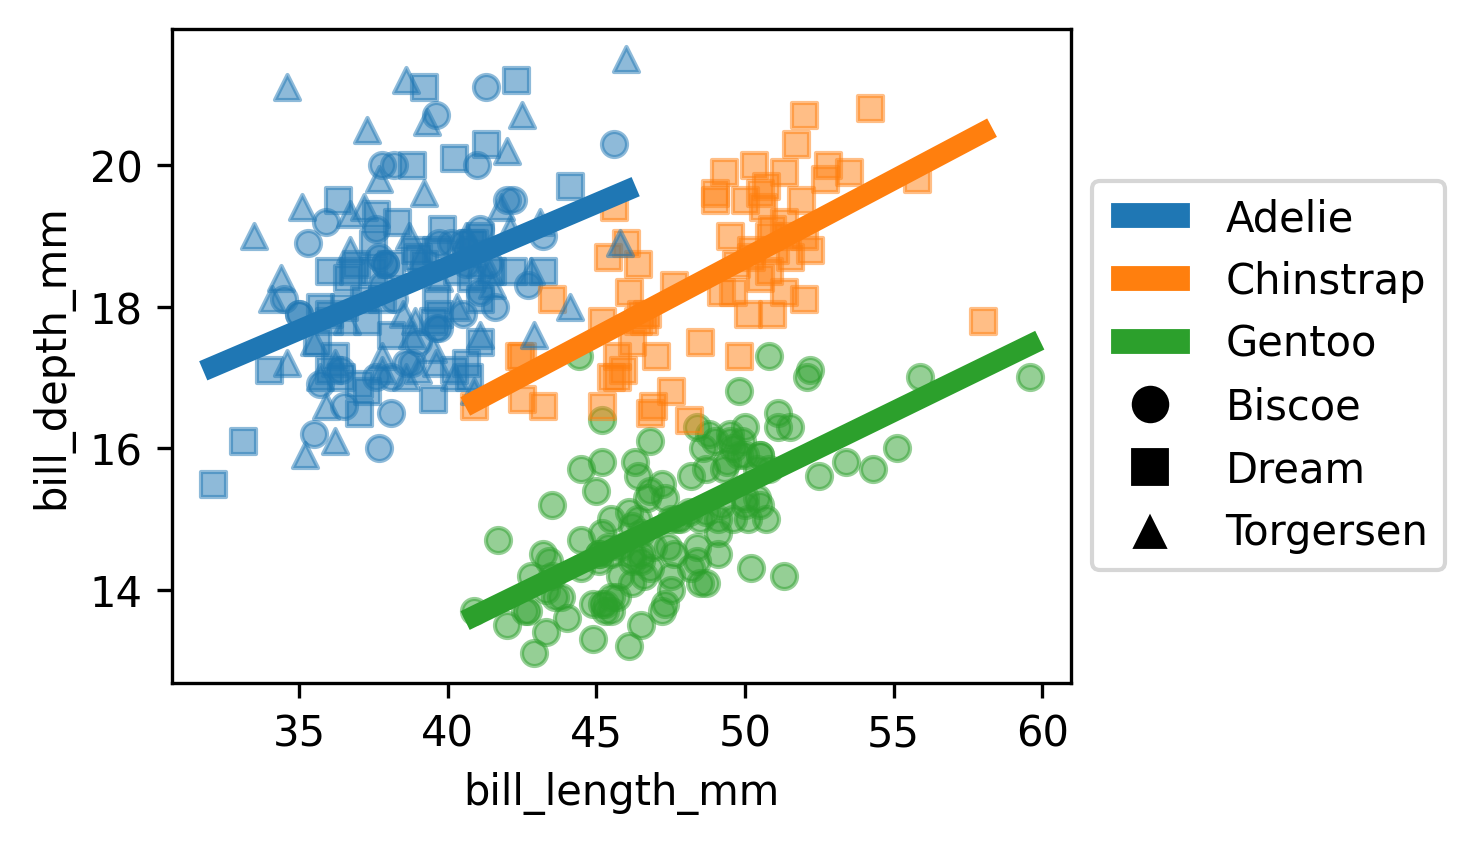 20
18
16
14
bill_depth_mm
35
40
45
50
55
60
bill_length_mm
Adelie
Chinstrap
Gentoo
Biscoe
Dream
Torgersen